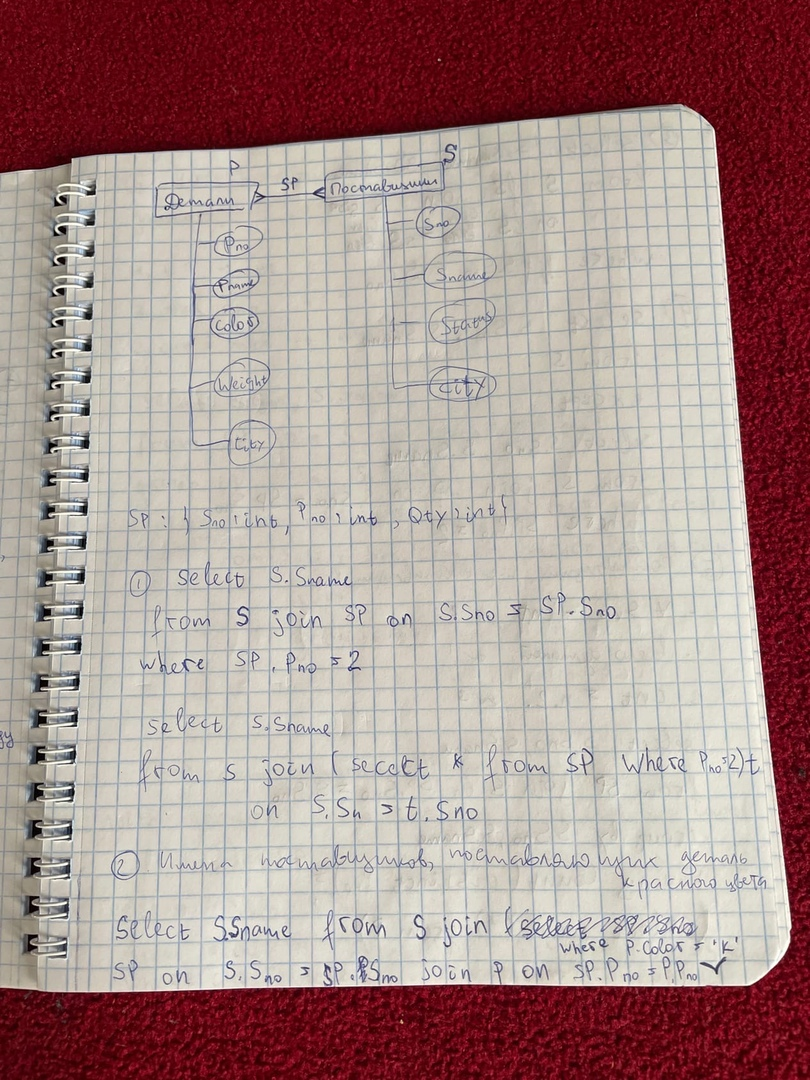 P
S
Детали
SP
Поставщики
Pno
Sno
Pname
Sname
Color
Status
Weight
City
City
SP : { Sno : int, Pno : int, Qty : int }
① select S.Sname
from S join SP on S.Sno = SP.Sno
where SP.Pno = 2
select S.Sname
from S join (select * from SP where Pno=2)t
on S.Sn = t.Sno
② Имена поставщиков, поставляющих деталь
красного цвета
Select S.Sname from S join
where P.Color = 'К'
SP on S.Sno = SP.Sno join P on SP.Pno = P.Pno